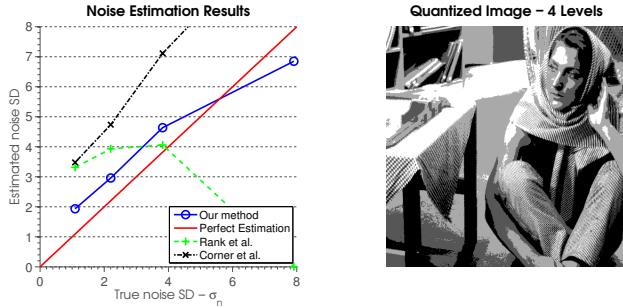 Noise Estimation Results
Estimated noise SD
8
7
6
5
4
3
2
1
0
0 2 4 6 8
True noise SD − σn
Our method
Perfect Estimation
Rank et al.
Corner et al.
Quantized Image − 4 Levels